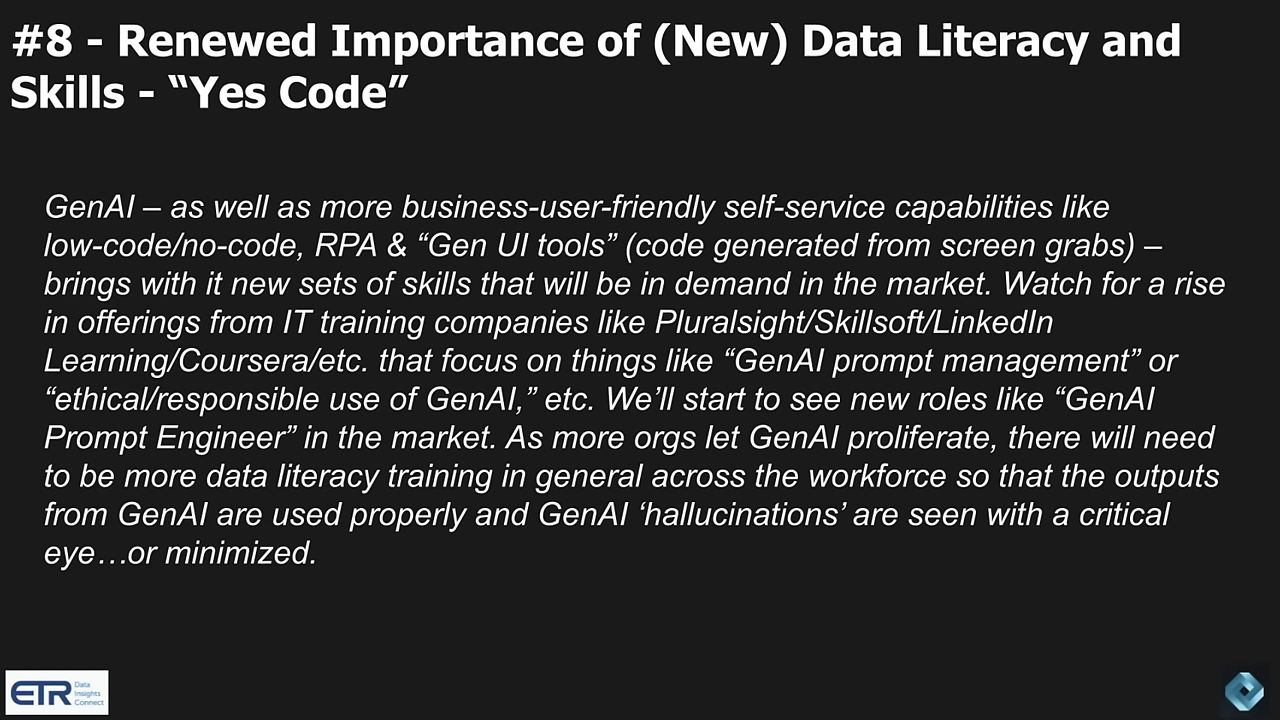 #8 - Renewed Importance of (New) Data Literacy and
Skills - “Yes Code”
GenAI – as well as more business-user-friendly self-service capabilities like
low-code/no-code, RPA & “Gen UI tools” (code generated from screen grabs) –
brings with it new sets of skills that will be in demand in the market. Watch for a rise
in offerings from IT training companies like Pluralsight/Skillsoft/LinkedIn
Learning/Coursera/etc. that focus on things like “GenAI prompt management” or
“ethical/responsible use of GenAI,” etc. We’ll start to see new roles like “GenAI
Prompt Engineer” in the market. As more orgs let GenAI proliferate, there will need
to be more data literacy training in general across the workforce so that the outputs
from GenAI are used properly and GenAI ‘hallucinations’ are seen with a critical
eye…or minimized.
ETR
Data
Insights
Connect